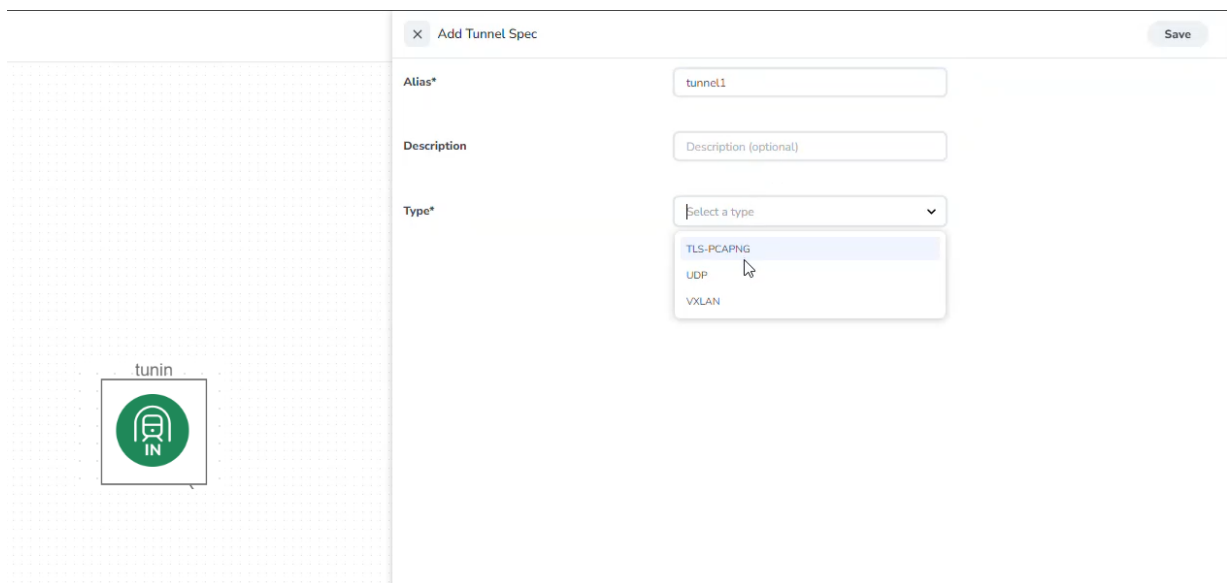 Add Tunnel Spec
Save
Alias*
tunnel1
Description
Description (optional)
Type*
Select a type
TLS-PCAPNG
UDP
VXLAN
tunin
IN